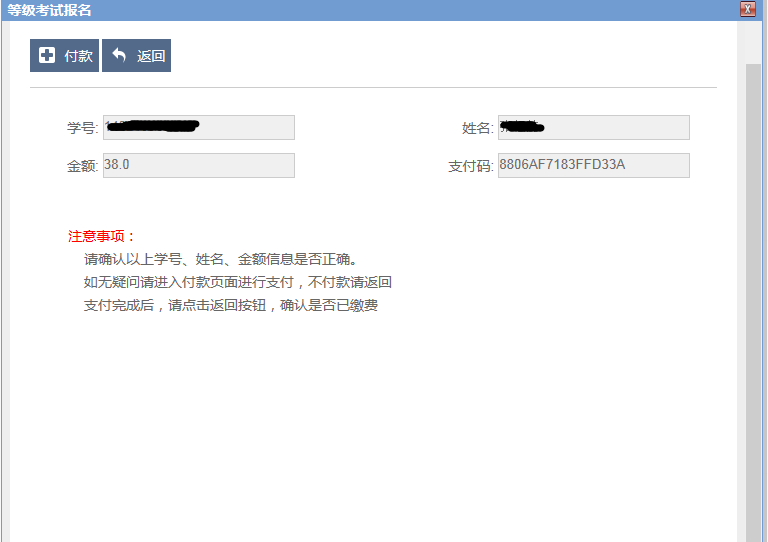 等级考试报名
付款 返回
学号: 姓名:
金额: 38.0 支付码: 8806AF7183FFD33A
注意事项：
请确认以上学号、姓名、金额信息是否正确。
如无疑问请进入付款页面进行支付，不付款请返回
支付完成后，请点击返回按钮，确认是否已缴费